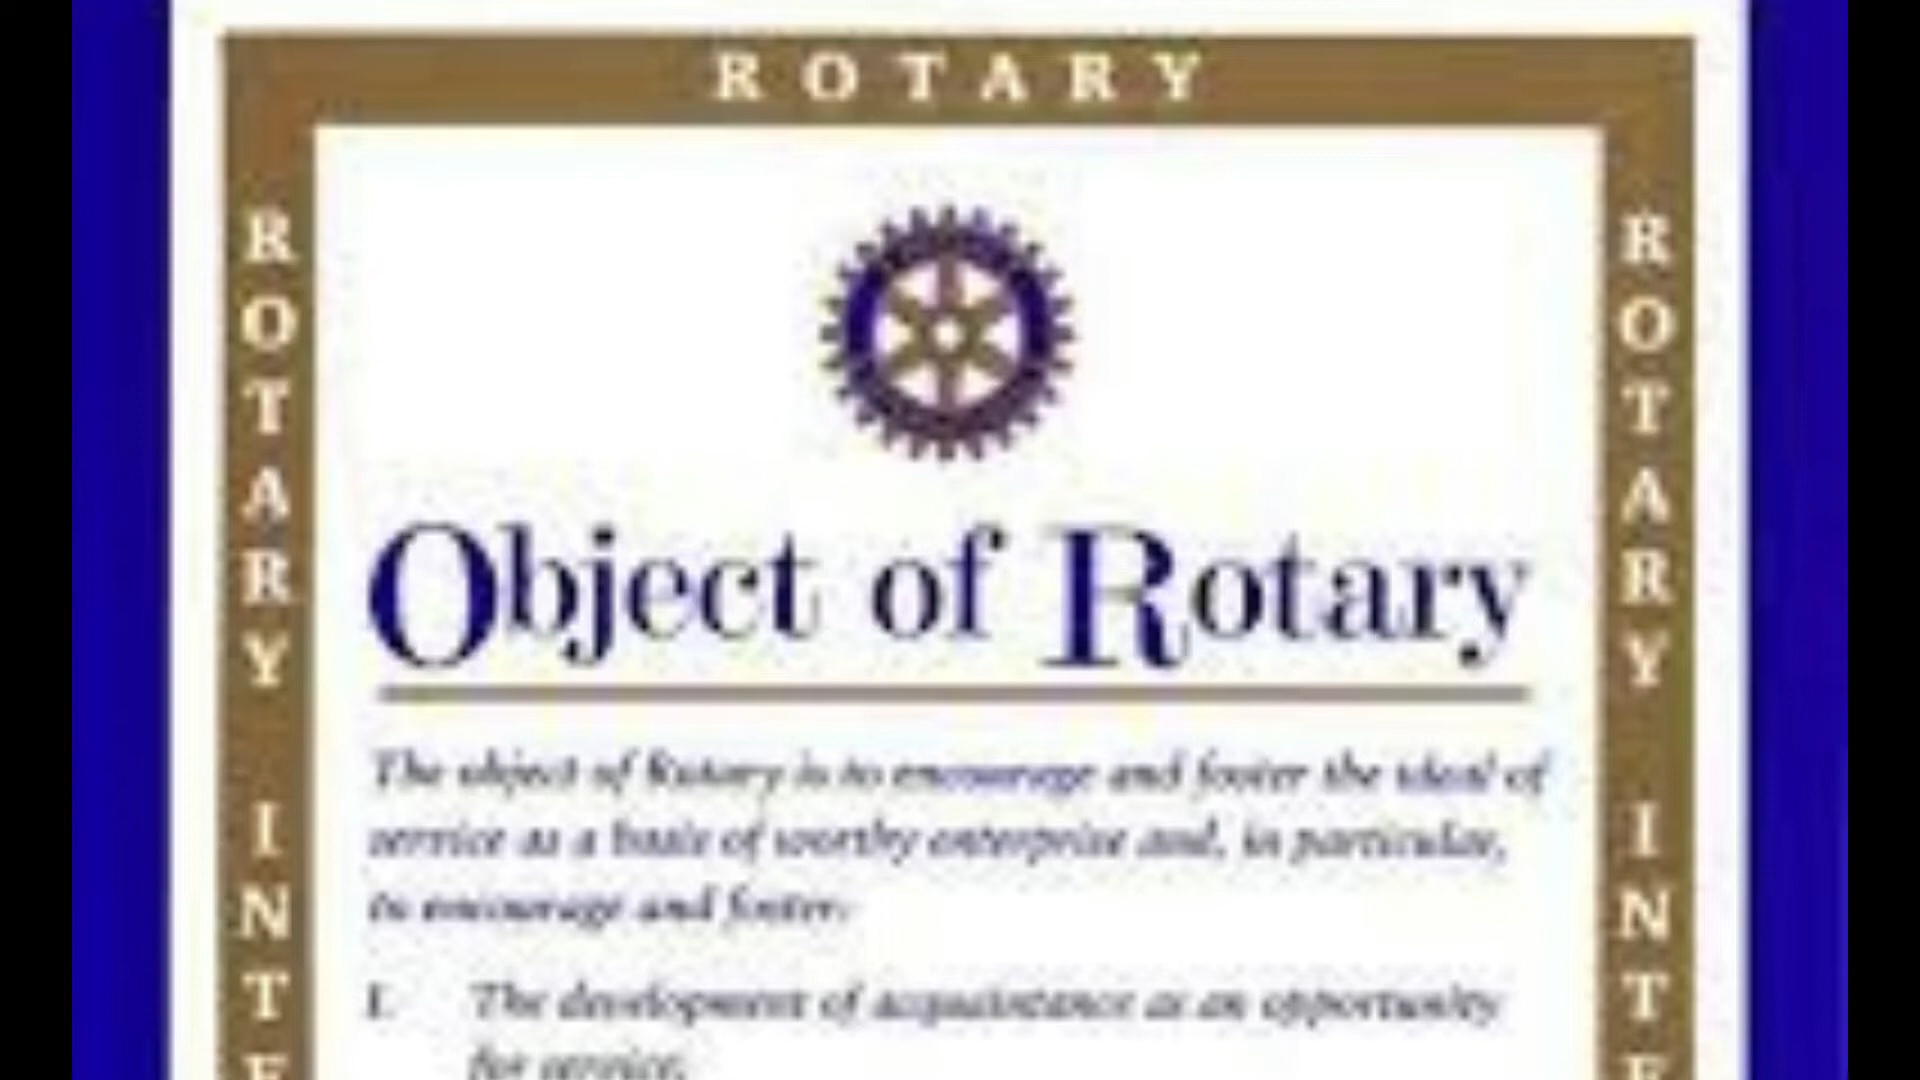 ROTARY
ROTARY INTE
ROTARY INTE
Object of Rotary
The object of Rotary is to encourage and foster the ideal of
service as a basis of worthy enterprise and, in particular,
to encourage and foster:
1. The development of acquaintance as an opportunity
for service.